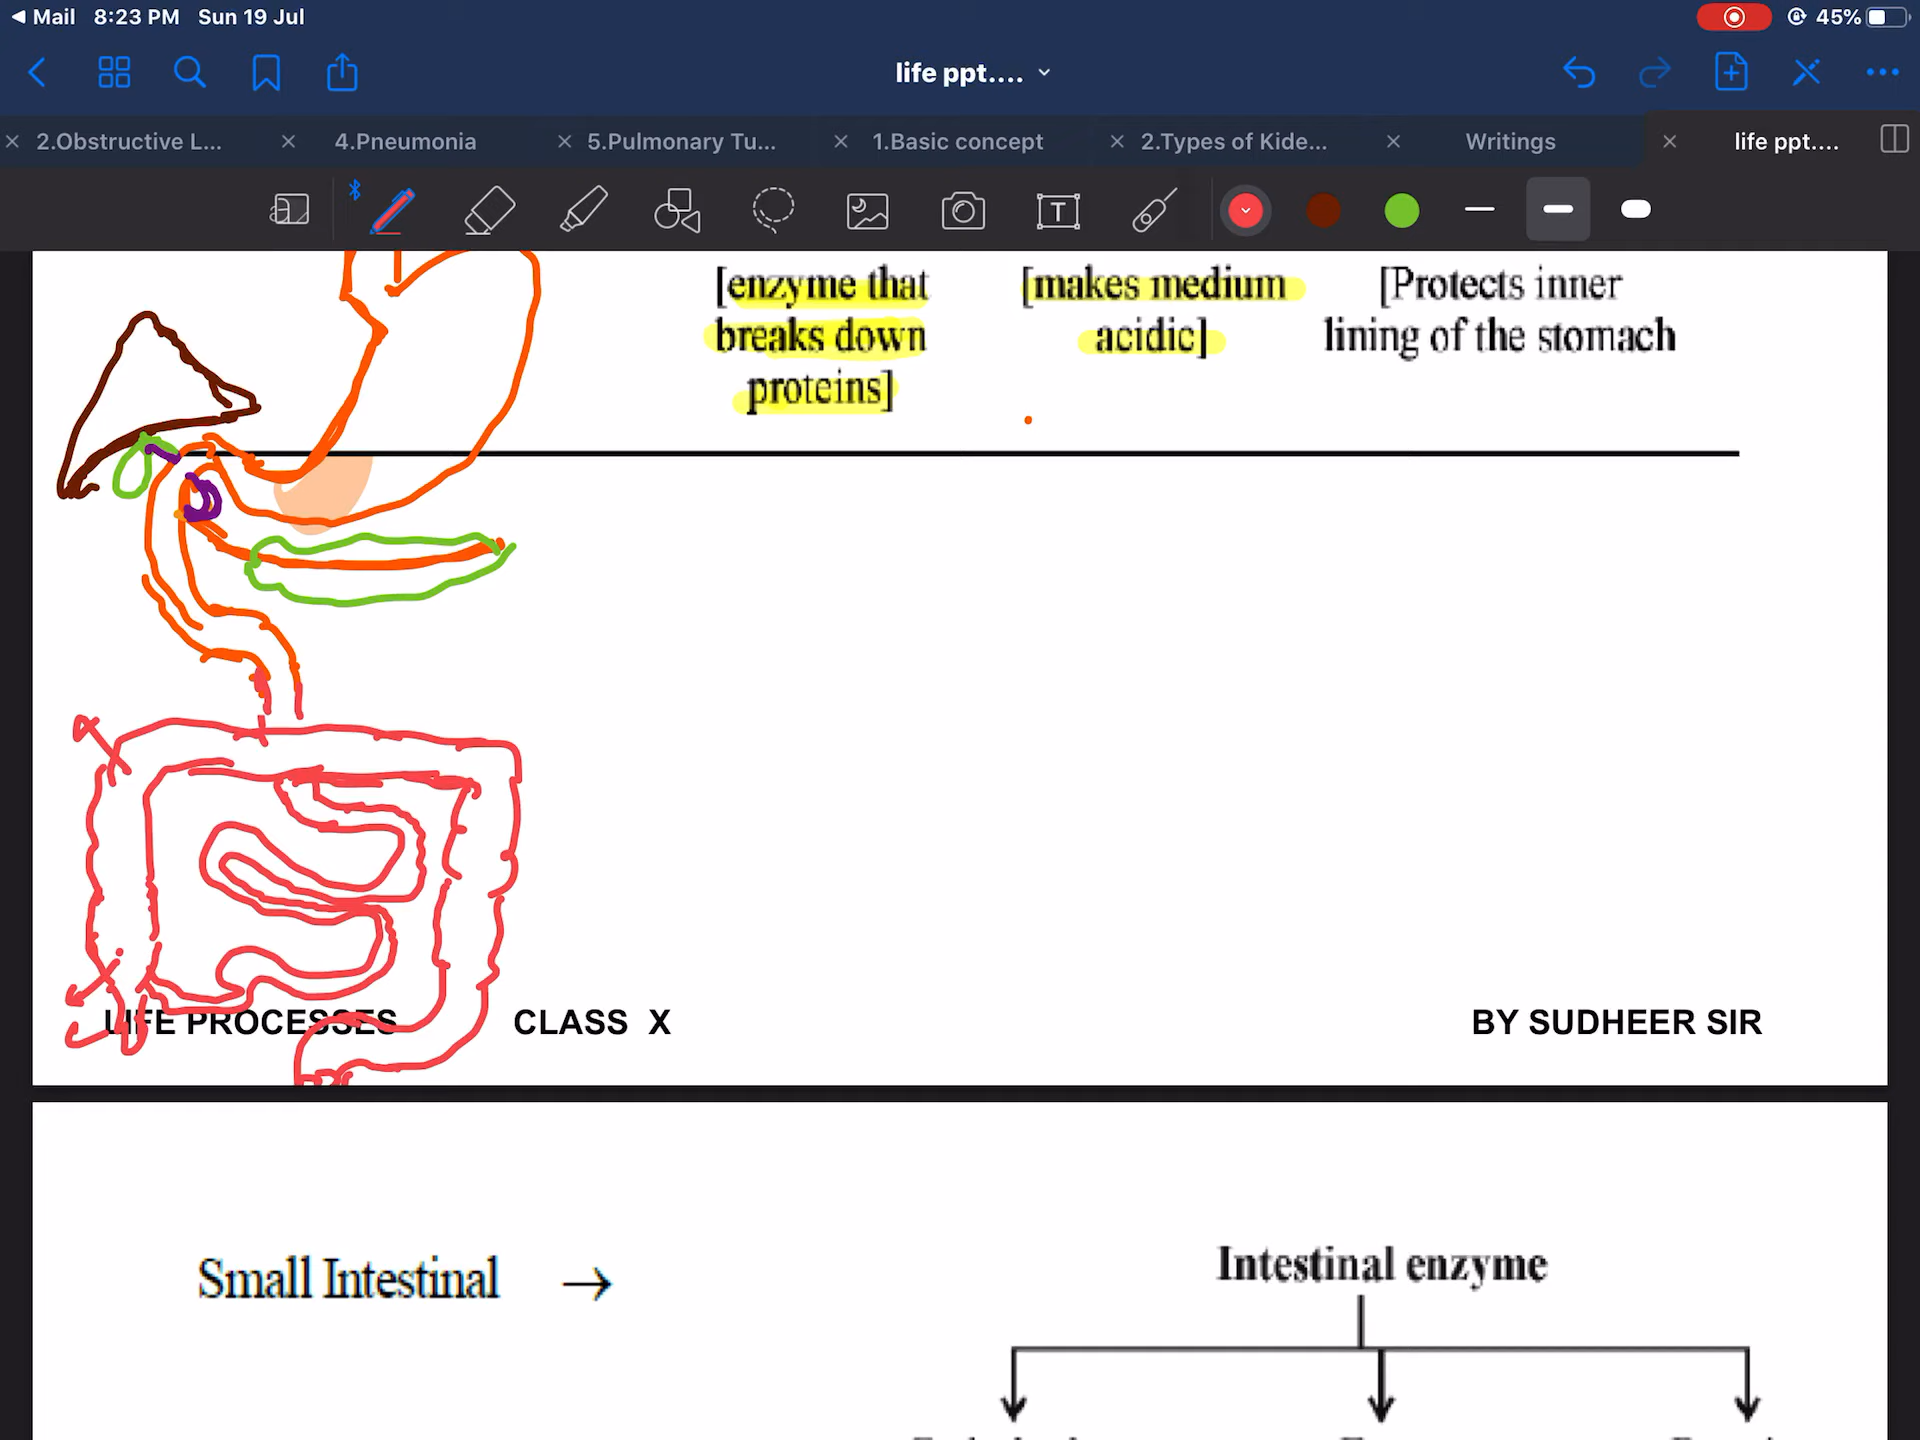 Mail 8:23 PM Sun 19 Jul 45%
life ppt....
2.Obstructive L... 4.Pneumonia 5.Pulmonary Tu... 1.Basic concept 2.Types of Kide... Writings life ppt....
[enzyme that breaks down proteins]
[makes medium acidic]
[Protects inner lining of the stomach
LIFE PROCESSES CLASS X BY SUDHEER SIR
Small Intestinal →
Intestinal enzyme